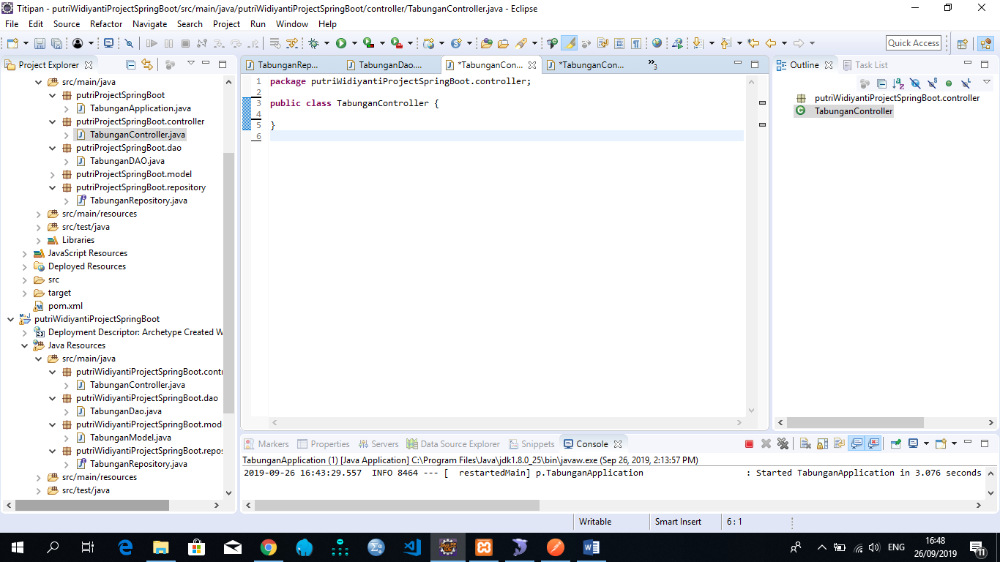 Titipan - putriWidiyantiProjectSpringBoot/src/main/java/putriWidiyantiProjectSpringBoot/controller/TabunganController.java - Eclipse
File Edit Source Refactor Navigate Search Project Run Window Help
Quick Access
Project Explorer
src/main/java
putriProjectSpringBoot
TabunganApplication.java
putriProjectSpringBoot.controller
TabunganController.java
putriProjectSpringBoot.dao
TabunganDAO.java
putriProjectSpringBoot.model
putriProjectSpringBoot.repository
TabunganRepository.java
src/main/resources
src/test/java
Libraries
JavaScript Resources
Deployed Resources
src
target
pom.xml
putriWidiyantiProjectSpringBoot
Deployment Descriptor: Archetype Created W
Java Resources
src/main/java
putriWidiyantiProjectSpringBoot.contr
TabunganController.java
putriWidiyantiProjectSpringBoot.dao
TabunganDao.java
putriWidiyantiProjectSpringBoot.mod
TabunganModel.java
putriWidiyantiProjectSpringBoot.repos
TabunganRepository.java
src/main/resources
src/test/java
TabunganRep... TabunganDao.... *TabunganCon... *TabunganCon... »3
1 package putriWidiyantiProjectSpringBoot.controller;
2
3 public class TabunganController {
4
5 }
6
Outline Task List
putriWidiyantiProjectSpringBoot.controller
TabunganController
Markers Properties Servers Data Source Explorer Snippets Console
TabunganApplication (1) [Java Application] C:\Program Files\Java\jdk1.8.0_25\bin\javaw.exe (Sep 26, 2019, 2:13:57 PM)
2019-09-26 16:43:29.557 INFO 8464 --- [ restartedMain] p.TabunganApplication : Started TabunganApplication in 3.076 seconds
Writable Smart Insert 6 : 1
ENG
16:48
26/09/2019
11